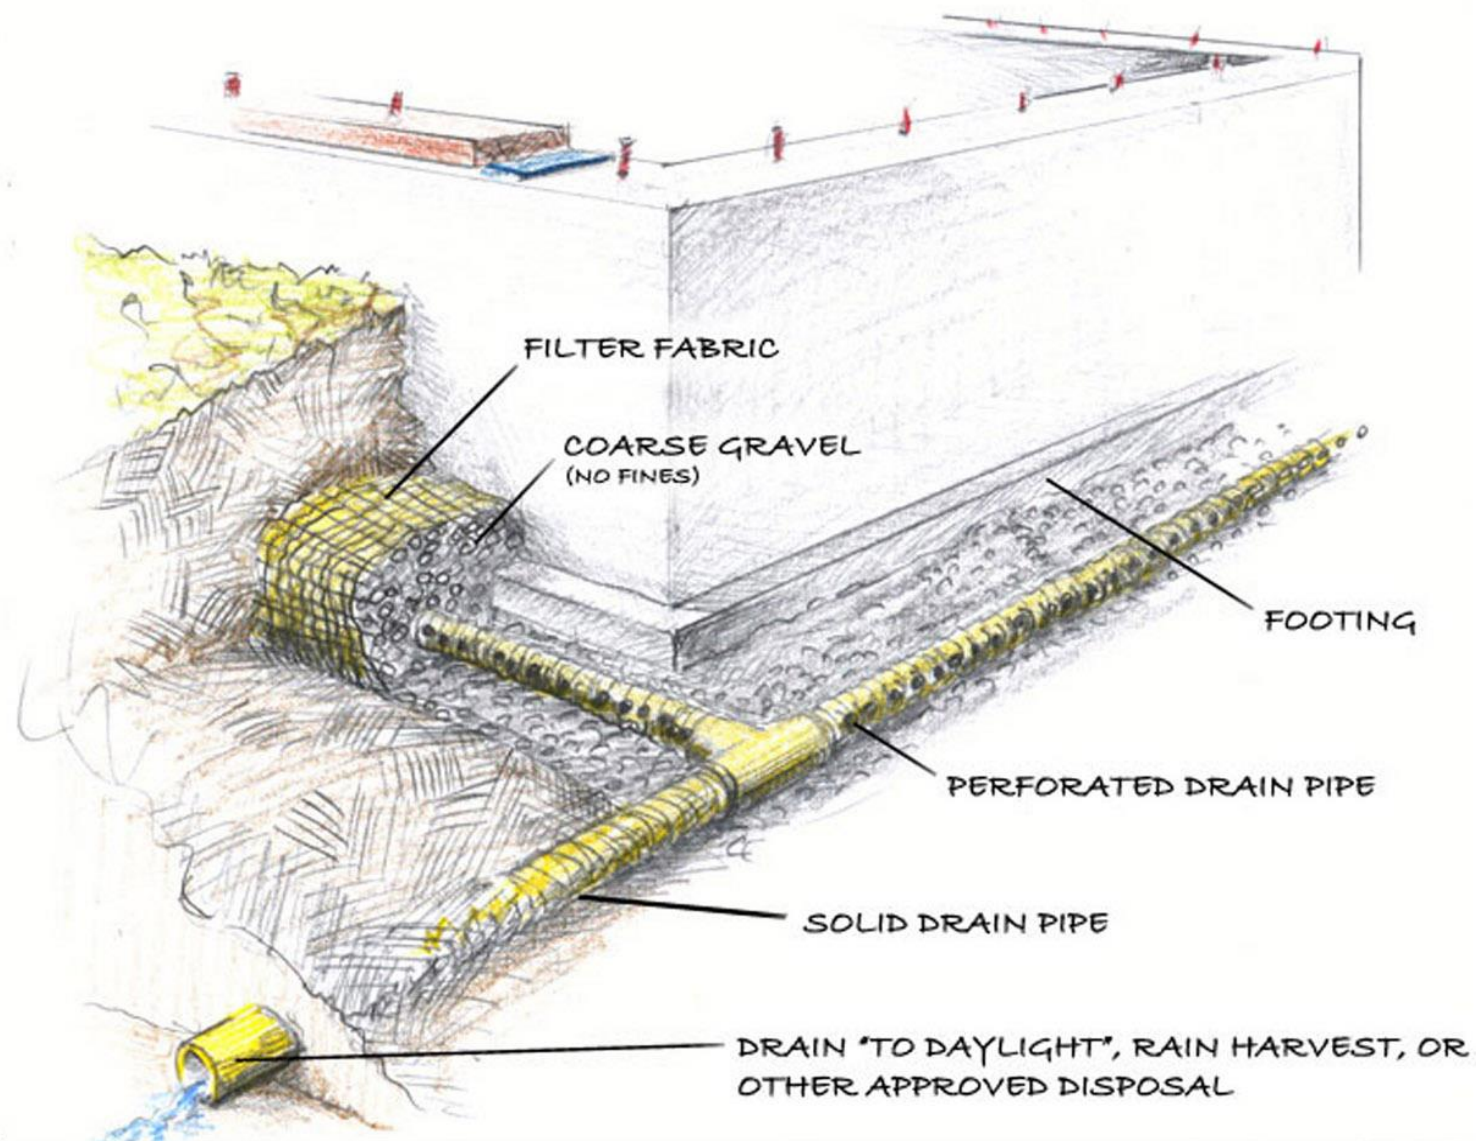 FILTER FABRIC
COARSE GRAVEL
(NO FINES)
FOOTING
PERFORATED DRAIN PIPE
SOLID DRAIN PIPE
DRAIN "TO DAYLIGHT", RAIN HARVEST, OR
OTHER APPROVED DISPOSAL